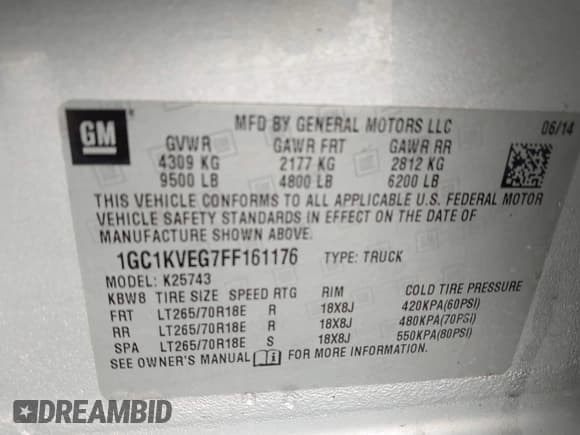 GM
®
MFD BY GENERAL MOTORS LLC 06/14
GVWR GAWR FRT GAWR RR
4309 KG 2177 KG 2812 KG
9500 LB 4800 LB 6200 LB
THIS VEHICLE CONFORMS TO ALL APPLICABLE U.S. FEDERAL MOTOR
VEHICLE SAFETY STANDARDS IN EFFECT ON THE DATE OF
MANUFACTURE SHOWN ABOVE.
1GC1KVEG7FF161176 TYPE: TRUCK
MODEL: K25743
KBW8 TIRE SIZE SPEED RTG RIM COLD TIRE PRESSURE
FRT LT265/70R18E R 18X8J 420KPA(60PSI)
RR LT265/70R18E R 18X8J 480KPA(70PSI)
SPA LT265/70R18E S 18X8J 550KPA(80PSI)
SEE OWNER'S MANUAL FOR MORE INFORMATION.
DREAMBID